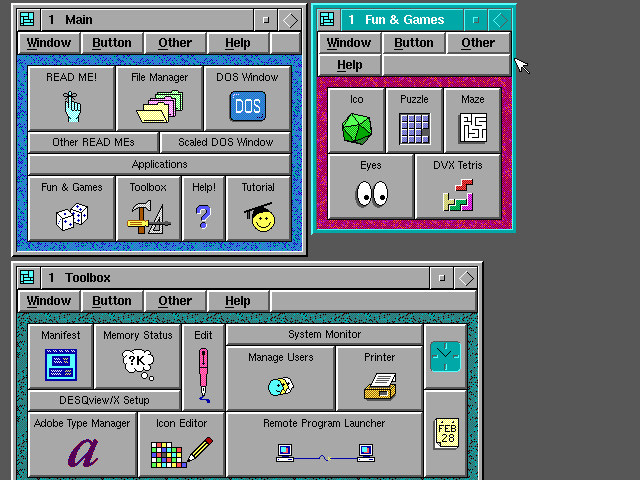 1 Main
Window Button Other Help
READ ME! File Manager DOS Window
DOS
Other READ MEs Scaled DOS Window
Applications
Fun & Games Toolbox Help! Tutorial
?
1 Fun & Games
Window Button Other
Help
Ico Puzzle Maze
Eyes DVX Tetris
1 Toolbox
Window Button Other Help
Manifest Memory Status Edit System Monitor
?K
Manage Users Printer
DESQview/X Setup
Adobe Type Manager Icon Editor Remote Program Launcher
a
FEB
28